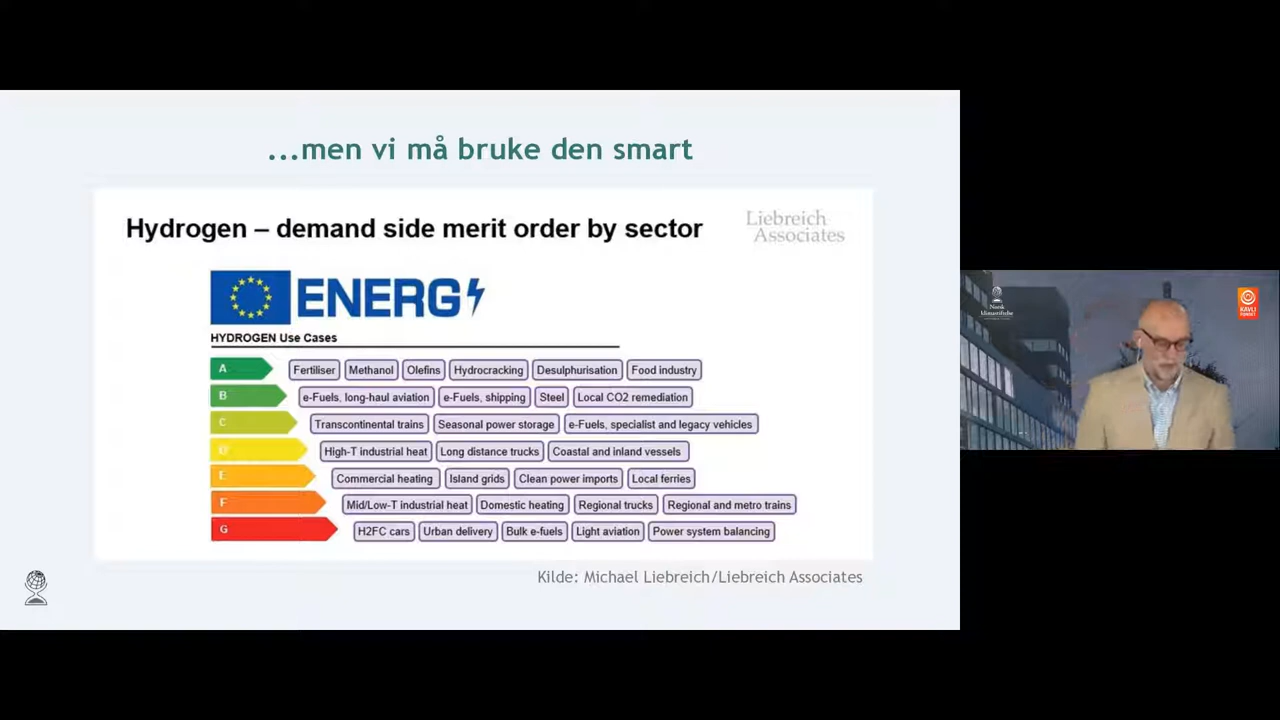 ...men vi må bruke den smart
Hydrogen – demand side merit order by sector
Liebreich
Associates
ENERG
HYDROGEN Use Cases
A Fertiliser Methanol Olefins Hydrocracking Desulphurisation Food industry
B e-Fuels, long-haul aviation e-Fuels, shipping Steel Local CO2 remediation
C Transcontinental trains Seasonal power storage e-Fuels, specialist and legacy vehicles
D High-T industrial heat Long distance trucks Coastal and inland vessels
E Commercial heating Island grids Clean power imports Local ferries
F Mid/Low-T Industrial heat Domestic heating Regional trucks Regional and metro trains
G H2FC cars Urban delivery Bulk e-fuels Light aviation Power system balancing
Kilde: Michael Liebreich/Liebreich Associates
Norsk
klimastiftelse
KAVLI
FONDET